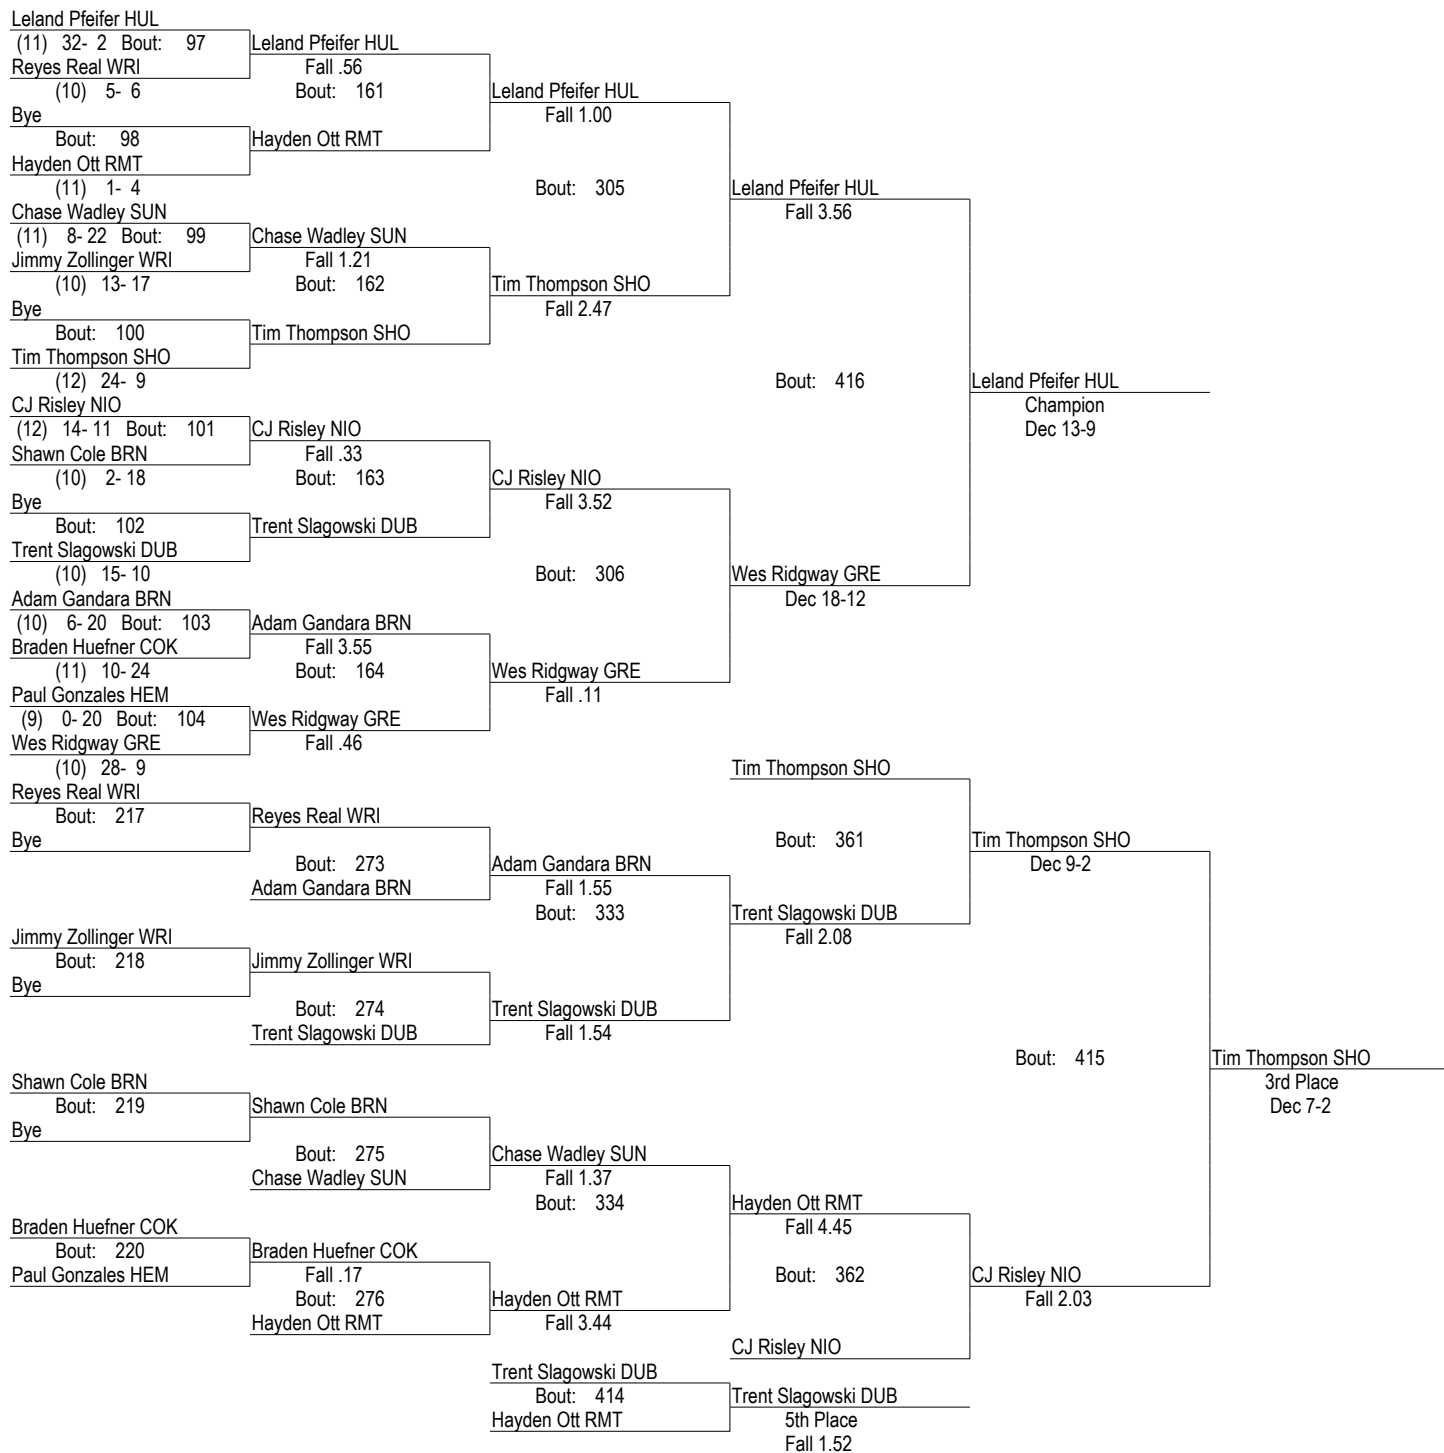 Leland Pfeifer HUL
(11) 32- 2 Bout: 97 Leland Pfeifer HUL
Reyes Real WRI Fall .56
(10) 5- 6 Bout: 161 Leland Pfeifer HUL
Bye Fall 1.00
Bout: 98 Hayden Ott RMT
Hayden Ott RMT
(11) 1- 4 Bout: 305 Leland Pfeifer HUL
Chase Wadley SUN Fall 3.56
(11) 8- 22 Bout: 99 Chase Wadley SUN
Jimmy Zollinger WRI Fall 1.21
(10) 13- 17 Bout: 162 Tim Thompson SHO
Bye Fall 2.47
Bout: 100 Tim Thompson SHO
Tim Thompson SHO
(12) 24- 9 Bout: 416 Leland Pfeifer HUL
CJ Risley NIO Champion
(12) 14- 11 Bout: 101 CJ Risley NIO Dec 13-9
Shawn Cole BRN Fall .33
(10) 2- 18 Bout: 163 CJ Risley NIO
Bye Fall 3.52
Bout: 102 Trent Slagowski DUB
Trent Slagowski DUB
(10) 15- 10 Bout: 306 Wes Ridgway GRE
Adam Gandara BRN Dec 18-12
(10) 6- 20 Bout: 103 Adam Gandara BRN
Braden Huefner COK Fall 3.55
(11) 10- 24 Bout: 164 Wes Ridgway GRE
Paul Gonzales HEM Fall .11
(9) 0- 20 Bout: 104 Wes Ridgway GRE
Wes Ridgway GRE Fall .46
(10) 28- 9 Tim Thompson SHO
Reyes Real WRI
Bout: 217 Reyes Real WRI
Bye Bout: 361 Tim Thompson SHO
Bout: 273 Adam Gandara BRN Dec 9-2
Adam Gandara BRN Fall 1.55
Bout: 333 Trent Slagowski DUB
Jimmy Zollinger WRI Fall 2.08
Bout: 218 Jimmy Zollinger WRI
Bye
Bout: 274 Trent Slagowski DUB
Trent Slagowski DUB Fall 1.54
Bout: 415 Tim Thompson SHO
Shawn Cole BRN 3rd Place
Bout: 219 Shawn Cole BRN Dec 7-2
Bye
Bout: 275 Chase Wadley SUN
Chase Wadley SUN Fall 1.37
Bout: 334 Hayden Ott RMT
Braden Huefner COK Fall 4.45
Bout: 220 Braden Huefner COK
Paul Gonzales HEM Fall .17 Bout: 362 CJ Risley NIO
Bout: 276 Hayden Ott RMT Fall 2.03
Hayden Ott RMT Fall 3.44
CJ Risley NIO
Trent Slagowski DUB
Bout: 414 Trent Slagowski DUB
Hayden Ott RMT 5th Place
Fall 1.52